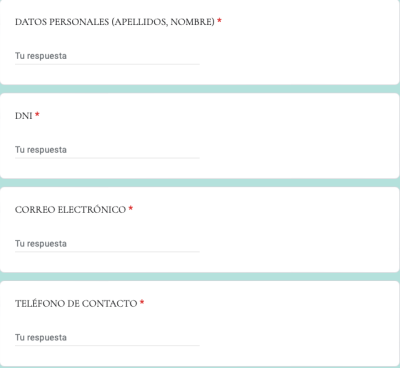 DATOS PERSONALES (APELLIDOS, NOMBRE) *
Tu respuesta
DNI *
Tu respuesta
CORREO ELECTRÓNICO *
Tu respuesta
TELÉFONO DE CONTACTO *
Tu respuesta